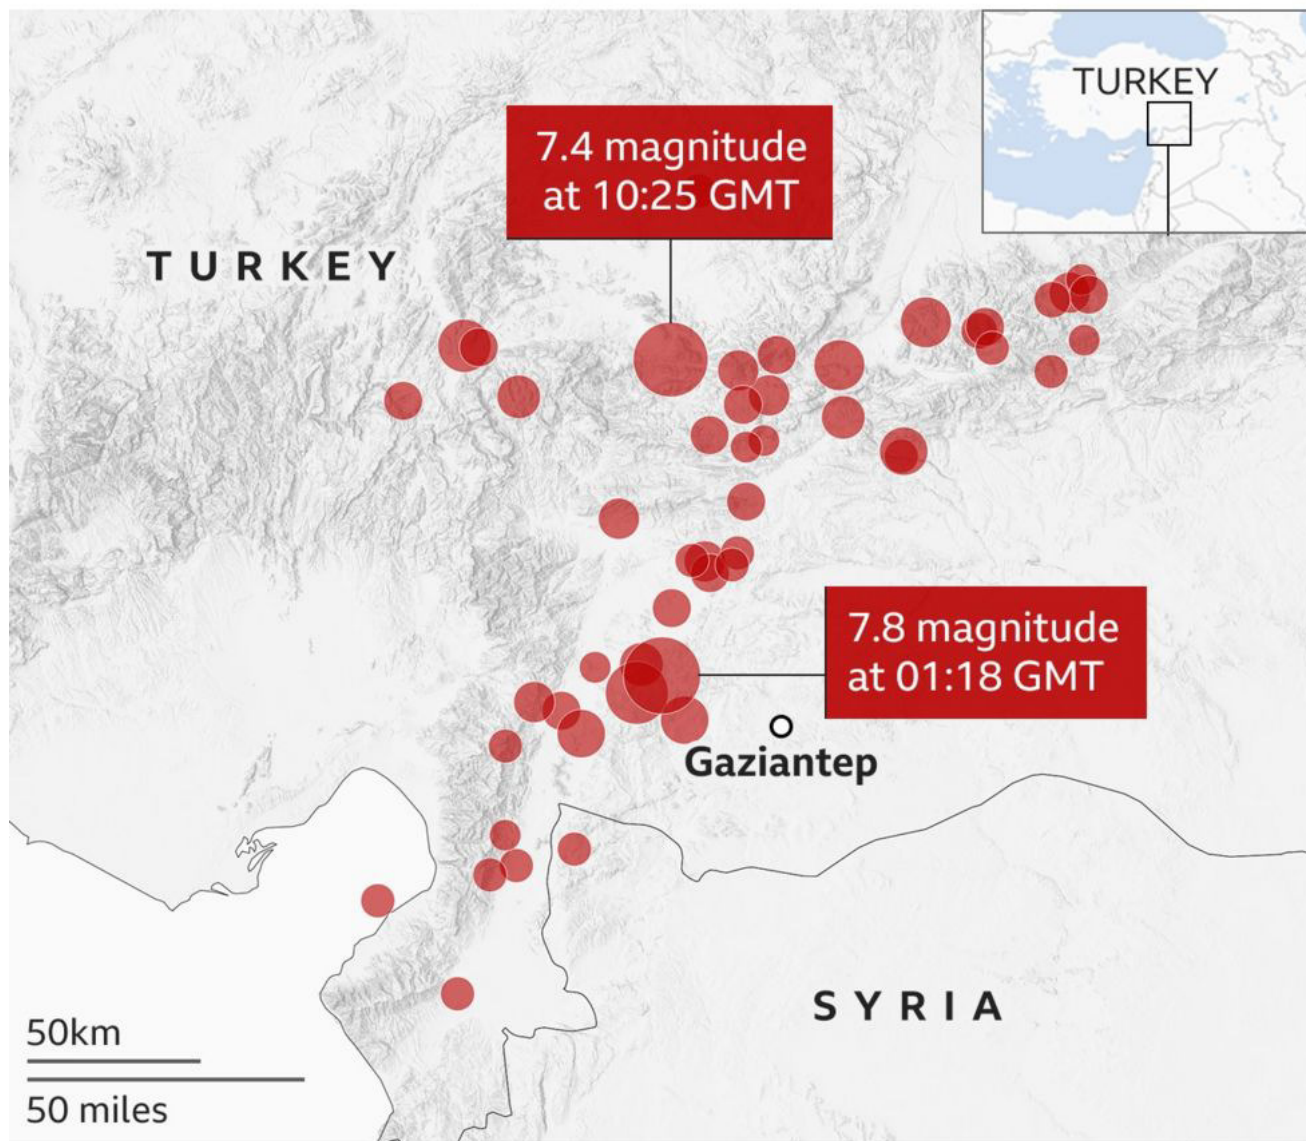 TURKEY
7.4 magnitude
at 10:25 GMT
TURKEY
7.8 magnitude
at 01:18 GMT
Gaziantep
SYRIA
50km
50 miles